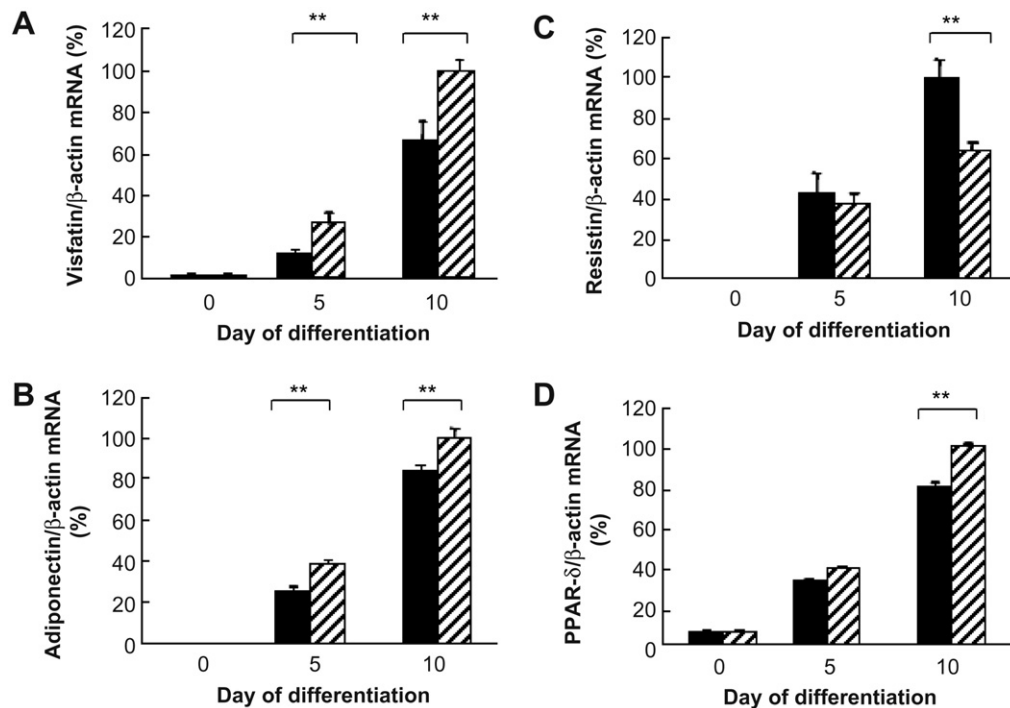 A
Visfatin/β-actin mRNA (%)
120
100
80
60
40
20
0
**
**
0 5 10
Day of differentiation
C
Resistin/β-actin mRNA (%)
120
100
80
60
40
20
0
**
0 5 10
Day of differentiation
B
Adiponectin/β-actin mRNA
(%)
120
100
80
60
40
20
0
**
**
0 5 10
Day of differentiation
D
PPAR-δ/β-actin mRNA
(%)
120
100
80
60
40
20
0
**
0 5 10
Day of differentiation